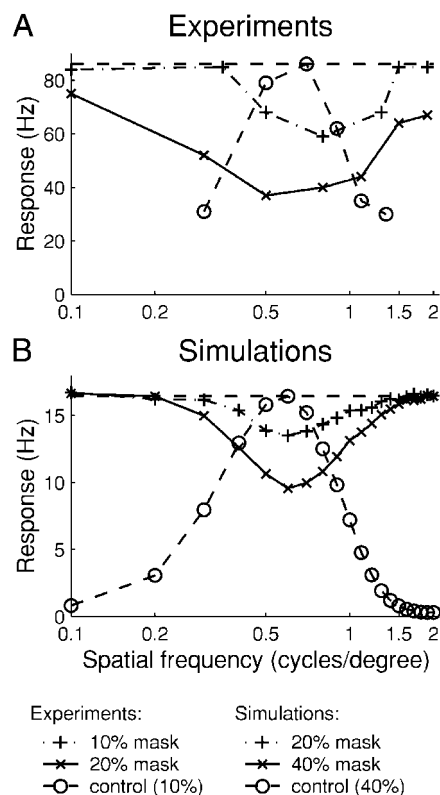 A Experiments
Response (Hz)
80
60
40
20
0
0.1 0.2 0.5 1 1.5 2
B Simulations
Response (Hz)
15
10
5
0
0.1 0.2 0.5 1 1.5 2
Spatial frequency (cycles/degree)
Experiments: Simulations:
10% mask 20% mask
20% mask 40% mask
control (10%) control (40%)